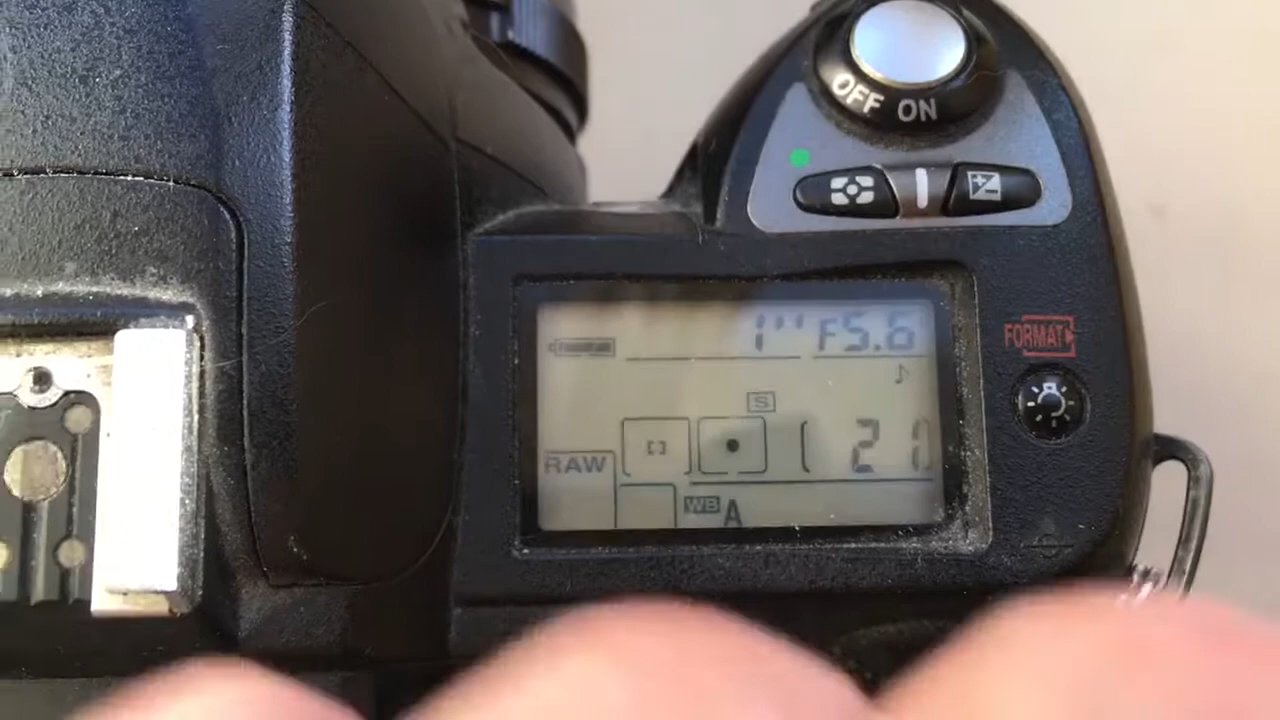 OFF ON
1" F5.6
FORMAT
S
[ 21]
RAW
WB A